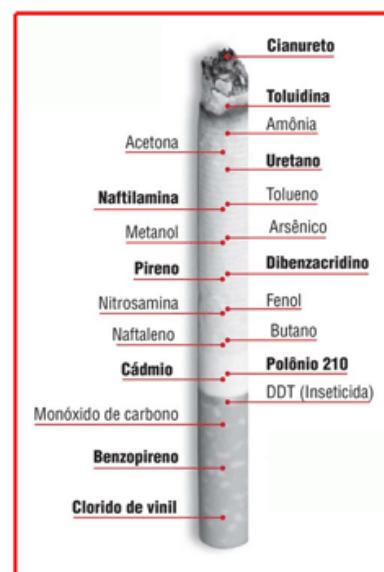 Cianureto
Toluidina
Amônia
Acetona
Uretano
Naftilamina
Tolueno
Metanol
Arsênico
Pireno
Dibenzacridino
Nitrosamina
Fenol
Naftaleno
Butano
Cádmio
Polônio 210
DDT (Inseticida)
Monóxido de carbono
Benzopireno
Clorido de vinil